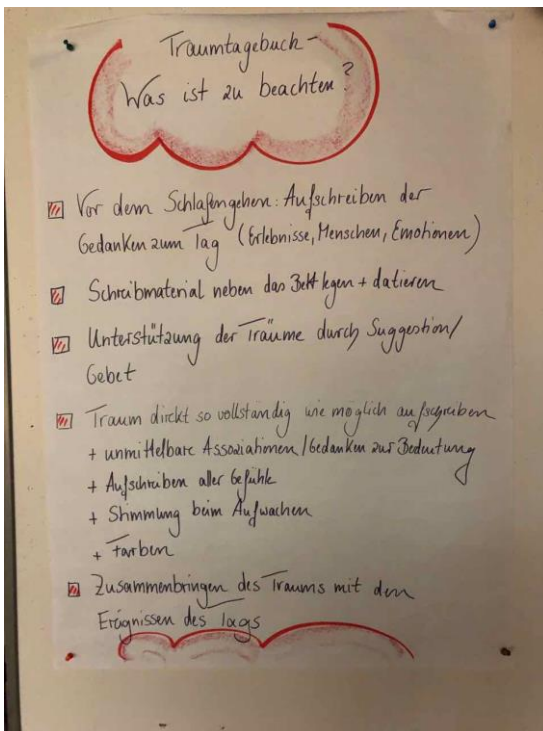 Traumtagebuch -
Was ist zu beachten?
Vor dem Schlafengehen: Aufschreiben der
Gedanken zum Tag (Erlebnisse, Menschen, Emotionen)
Schreibmaterial neben das Bett legen + datieren
Unterstützung der Träume durch Suggestion/
Gebet
Traum direkt so vollständig wie möglich aufschreiben
+ unmittelbare Assoziationen/Gedanken zur Bedeutung
+ Aufschreiben aller Gefühle
+ Stimmung beim Aufwachen
+ Farben
Zusammenbringen des Traums mit den
Ereignissen des Tags